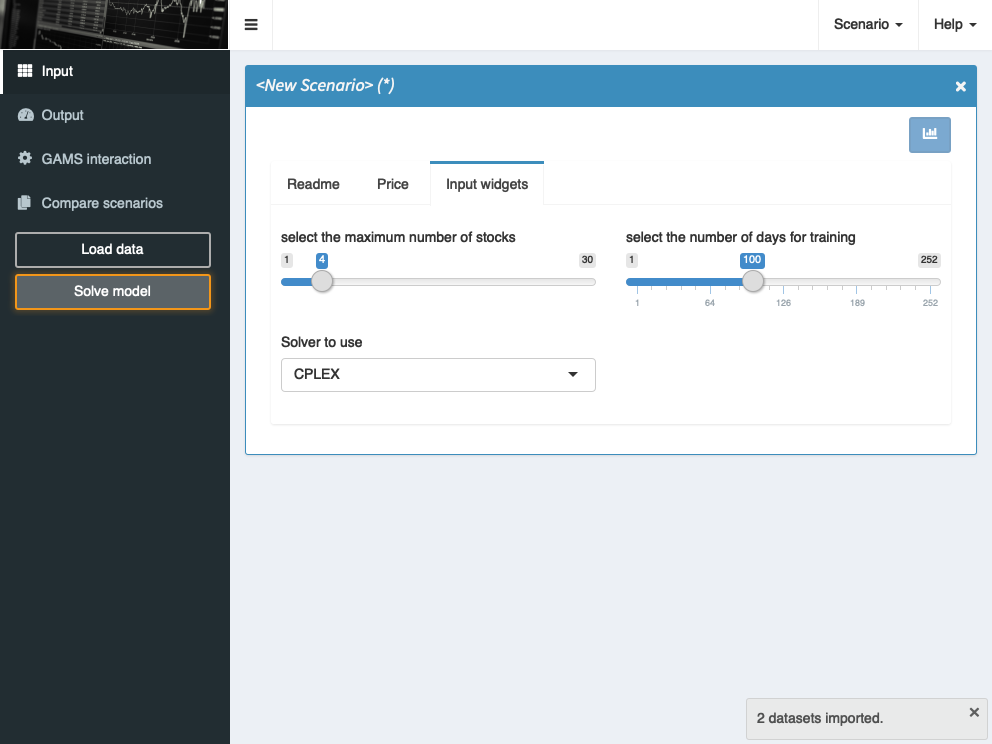 Scenario
Help
Input
Output
GAMS interaction
Compare scenarios
Load data
Solve model
<New Scenario> (*)
Readme
Price
Input widgets
select the maximum number of stocks
1
4
30
select the number of days for training
1
100
252
1
64
126
189
252
Solver to use
CPLEX
2 datasets imported.